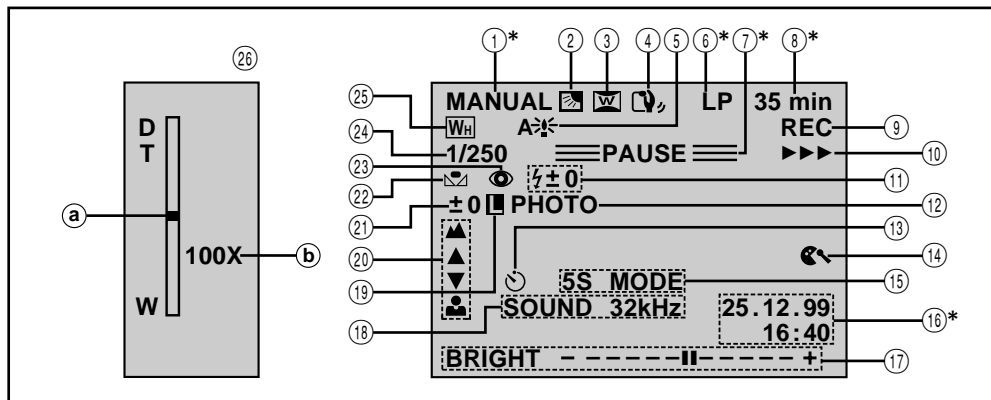 ①* ② ③ ④ ⑤ ⑥* ⑦* ⑧*
㉖
D
T
W
100X
ⓐ
ⓑ
㉕
㉔
㉓
㉒
㉑
⑳
⑲
⑱
MANUAL W LP 35 min
WH A REC
1/250 PAUSE
±0
±0 L PHOTO
5S MODE
SOUND 32kHz 25.12.99
16:40
BRIGHT – – – – – – – – – – – – +
⑨
⑩
⑪
⑫
⑬
⑭
⑮
⑯*
⑰